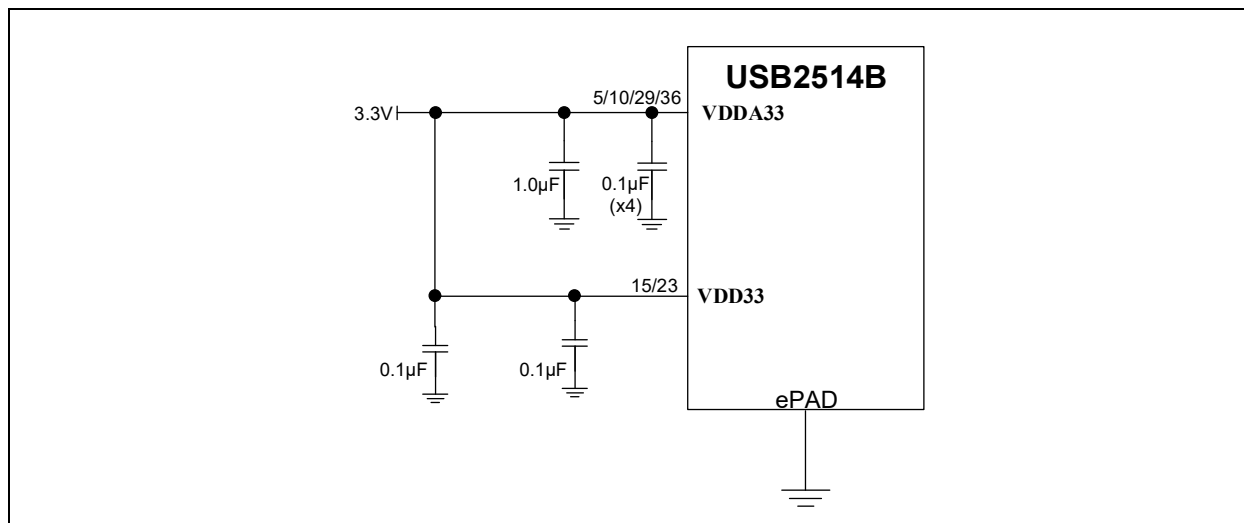 USB2514B
5/10/29/36
3.3V
VDDA33
1.0µF
0.1µF
(x4)
15/23
VDD33
0.1µF
0.1µF
ePAD